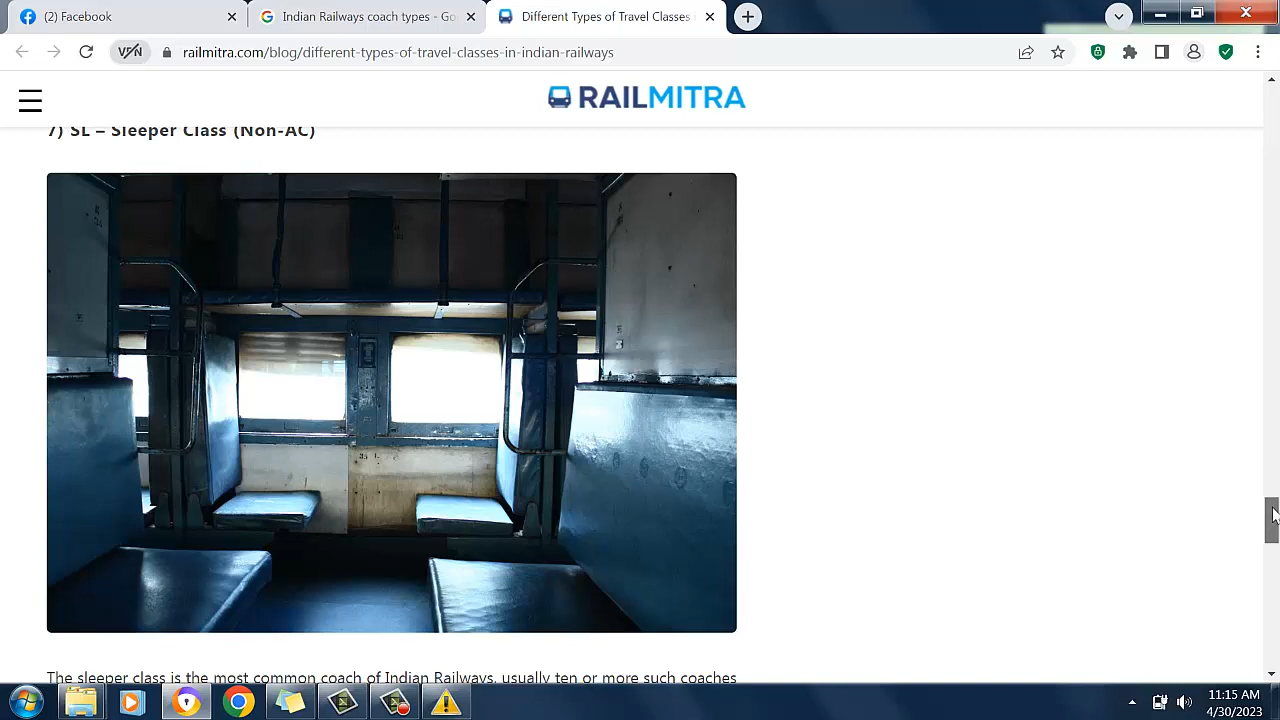 (2) Facebook
Indian Railways coach types - G
Different Types of Travel Classes
VPN
railmitra.com/blog/different-types-of-travel-classes-in-indian-railways
RAILMITRA
7) SL – Sleeper Class (Non-AC)
The sleeper class is the most common coach of Indian Railways, usually ten or more such coaches
11:15 AM
4/30/2023